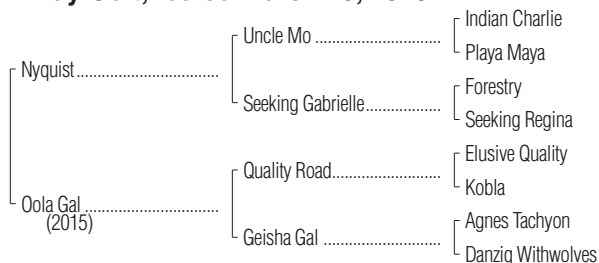 Indian Charlie
Uncle Mo
Playa Maya
Nyquist
Forestry
Seeking Gabrielle
Seeking Regina
Elusive Quality
Quality Road
Kobla
Oola Gal
(2015)
Agnes Tachyon
Geisha Gal
Danzig Withwolves